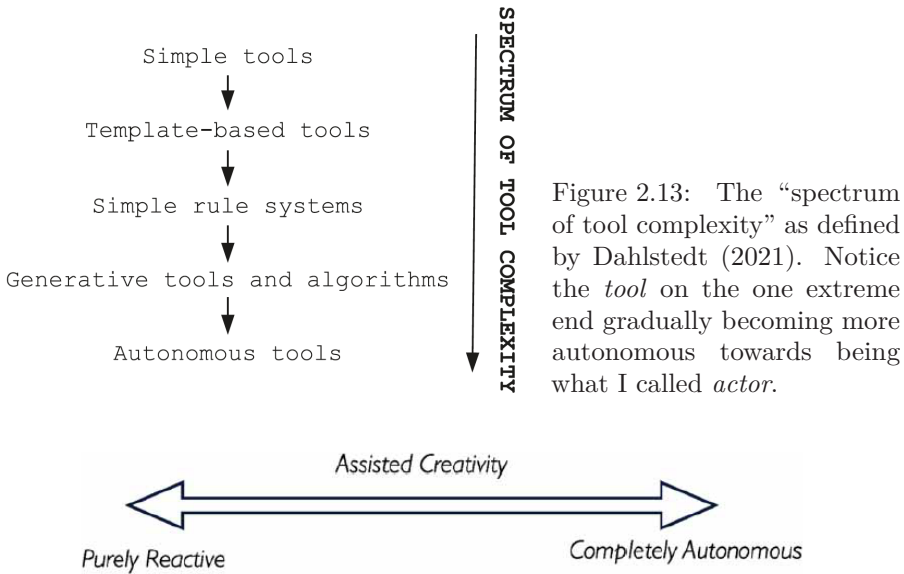 Simple tools
Template-based tools
Simple rule systems
Generative tools and algorithms
Autonomous tools
SPECTRUM OF TOOL COMPLEXITY
Figure 2.13: The “spectrum
of tool complexity” as defined
by Dahlstedt (2021). Notice
the tool on the one extreme
end gradually becoming more
autonomous towards being
what I called actor.
Assisted Creativity
Purely Reactive
Completely Autonomous